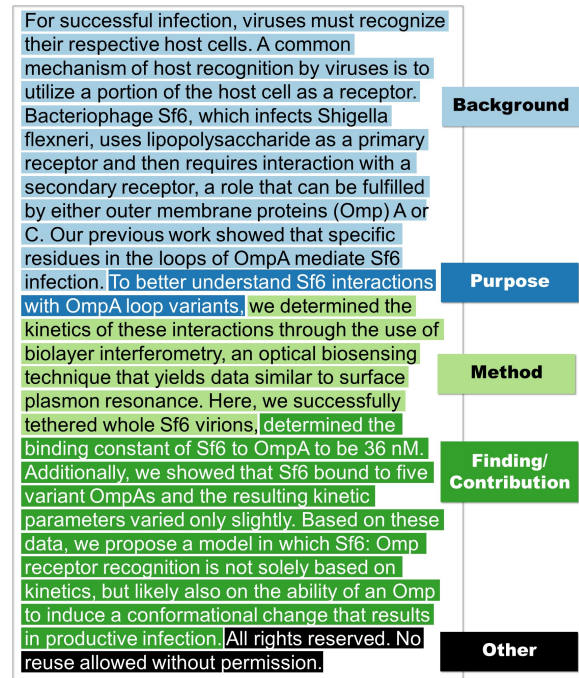 For successful infection, viruses must recognize
their respective host cells. A common
mechanism of host recognition by viruses is to
utilize a portion of the host cell as a receptor.
Bacteriophage Sf6, which infects Shigella
flexneri, uses lipopolysaccharide as a primary
receptor and then requires interaction with a
secondary receptor, a role that can be fulfilled
by either outer membrane proteins (Omp) A or
C. Our previous work showed that specific
residues in the loops of OmpA mediate Sf6
infection. To better understand Sf6 interactions
with OmpA loop variants, we determined the
kinetics of these interactions through the use of
biolayer interferometry, an optical biosensing
technique that yields data similar to surface
plasmon resonance. Here, we successfully
tethered whole Sf6 virions, determined the
binding constant of Sf6 to OmpA to be 36 nM.
Additionally, we showed that Sf6 bound to five
variant OmpAs and the resulting kinetic
parameters varied only slightly. Based on these
data, we propose a model in which Sf6: Omp
receptor recognition is not solely based on
kinetics, but likely also on the ability of an Omp
to induce a conformational change that results
in productive infection. All rights reserved. No
reuse allowed without permission.
Background
Purpose
Method
Finding/
Contribution
Other